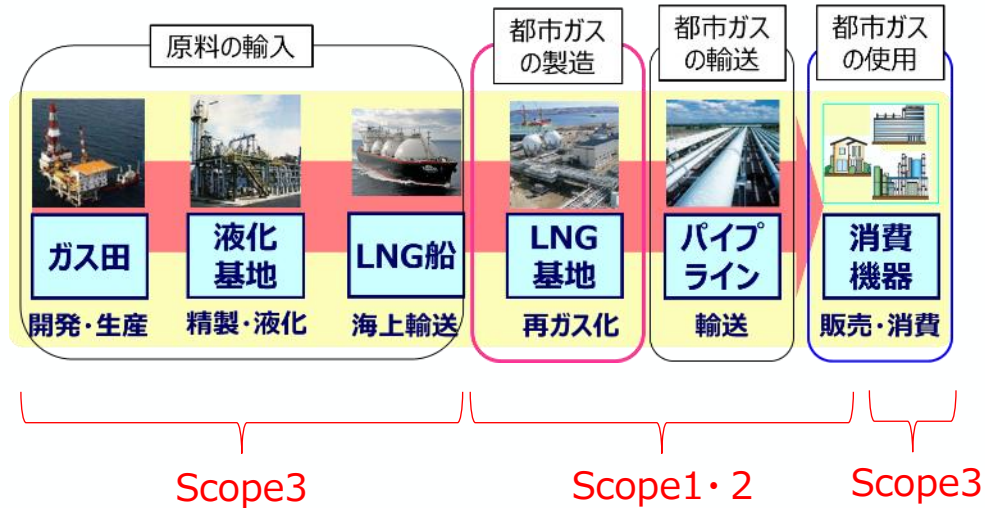 原料の輸入
都市ガス
の製造
都市ガス
の輸送
都市ガス
の使用
ガス田
液化
基地
LNG船
LNG
基地
パイプ
ライン
消費
機器
開発・生産
精製・液化
海上輸送
再ガス化
輸送
販売・消費
Scope3
Scope1・2
Scope3